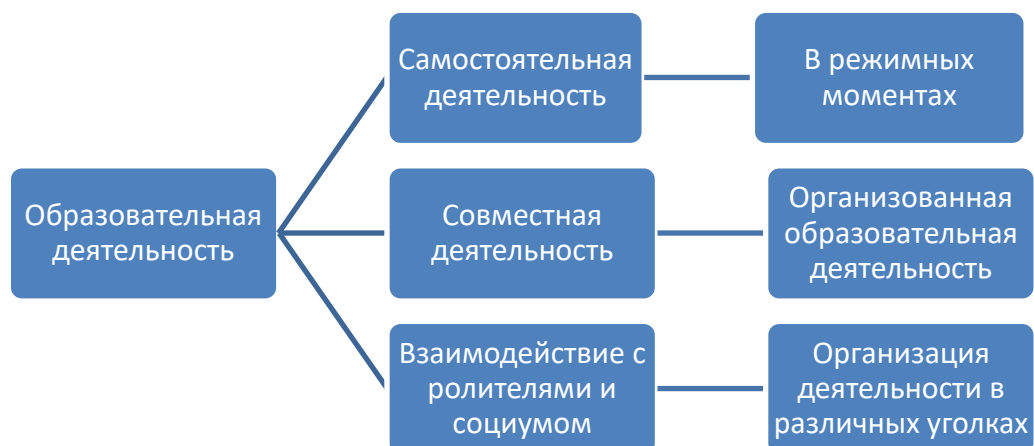 Самостоятельная
деятельность
В режимных
моментах
Образовательная
деятельность
Совместная
деятельность
Организованная
образовательная
деятельность
Взаимодействие с
ролителями и
социумом
Организация
деятельности в
различных уголках